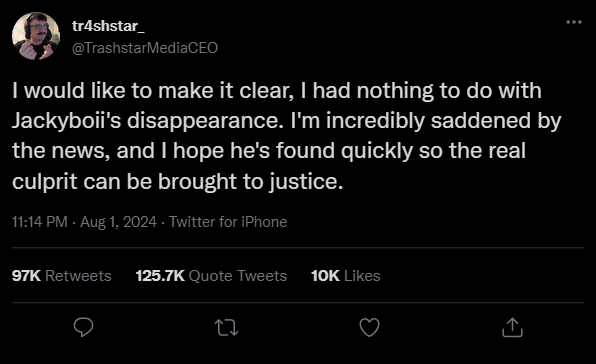 tr4shstar_
@TrashstarMediaCEO
I would like to make it clear, I had nothing to do with
Jackyboii's disappearance. I'm incredibly saddened by
the news, and I hope he's found quickly so the real
culprit can be brought to justice.
11:14 PM · Aug 1, 2024 · Twitter for iPhone
97K Retweets 125.7K Quote Tweets 10K Likes